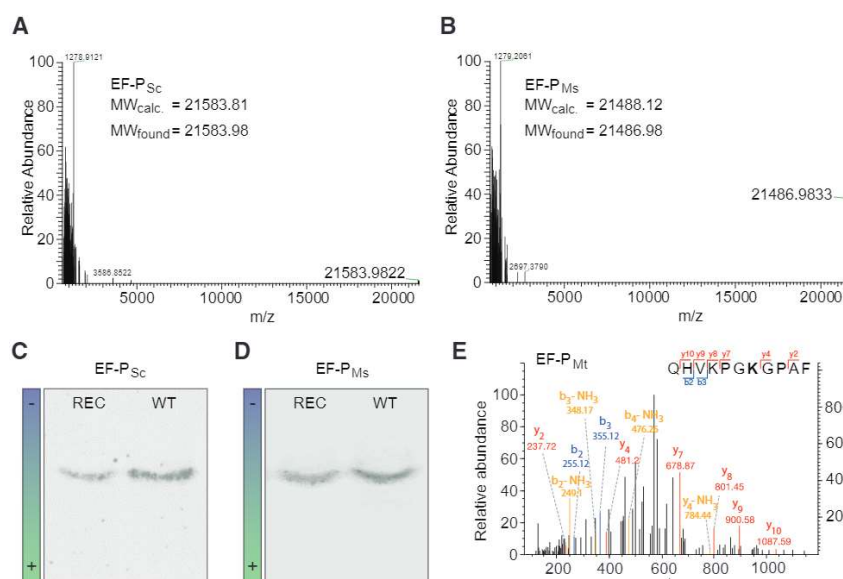 A
1278,9121
EF-PSc
MWcalc. = 21583.81
MWfound = 21583.98
3586,8522
21583.9822
Relative Abundance
100
80
60
40
20
0
5000
10000
15000
20000
m/z
B
1279,2061
EF-PMs
MWcalc. = 21488.12
MWfound = 21486.98
21486.9833
2697,3790
Relative Abundance
100
80
60
40
20
0
5000
10000
15000
20000
m/z
C
EF-PSc
-
REC WT
+
D
EF-PMs
-
REC WT
+
E
EF-PMt
y10 y9 y8 y7 y4 y2
QHVKPGKGPAF
b2 b3
Relative Abundance
100
80
60
40
20
0
b3- NH3
348.17
b3
355.12
b4- NH3
476.25
y2
237.72
b2
255.12
y4
481.2
b2- NH3
249.1
y7
678.87
y8
801.45
y4- NH3
784.44
y9
900.58
y10
1087.59
80
60
40
20
0
200
400
600
800
1000